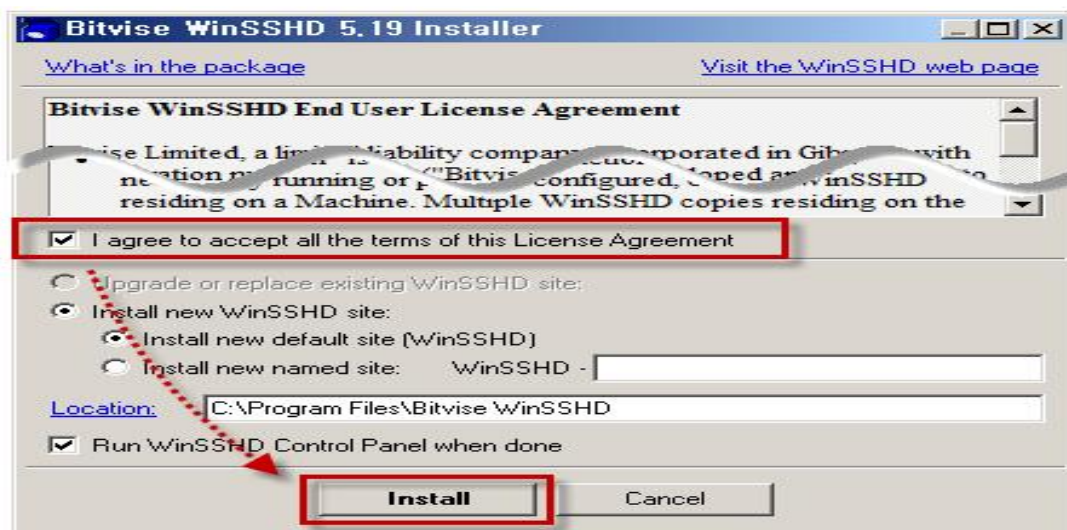 Bitvise WinSSHD 5,19 Installer
What's in the package Visit the WinSSHD web page
Bitvise WinSSHD End User License Agreement
Limited, a
residing on a Machine. Multiple WinSSHD copies residing on the
I agree to accept all the terms of this License Agreement
Upgrade or replace existing WinSSHD site:
Install new WinSSHD site:
Install new default site (WinSSHD)
Install new named site: WinSSHD -
Location: C:\Program Files\Bitvise WinSSHD
Run WinSSHD Control Panel when done
Install Cancel